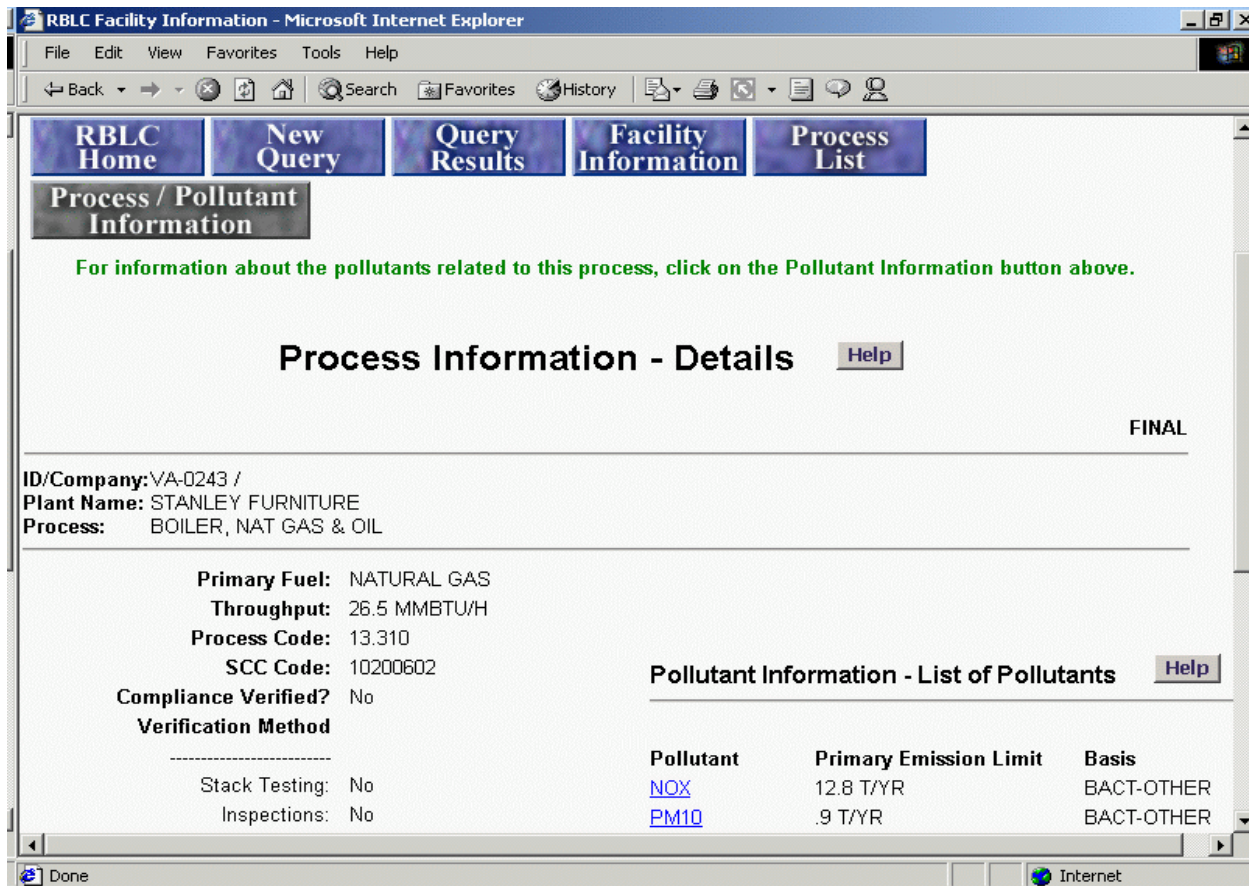 RBLC Facility Information - Microsoft Internet Explorer
File Edit View Favorites Tools Help
Back Search Favorites History
RBLC Home New Query Query Results Facility Information Process List
Process / Pollutant Information
For information about the pollutants related to this process, click on the Pollutant Information button above.
Process Information - Details Help
FINAL
ID/Company: VA-0243 /
Plant Name: STANLEY FURNITURE
Process: BOILER, NAT GAS & OIL
Primary Fuel: NATURAL GAS
Throughput: 26.5 MMBTU/H
Process Code: 13.310
SCC Code: 10200602
Compliance Verified? No
Verification Method
--------------------------
Stack Testing: No
Inspections: No
Pollutant Information - List of Pollutants Help
Pollutant Primary Emission Limit Basis
NOX 12.8 T/YR BACT-OTHER
PM10 .9 T/YR BACT-OTHER
Done Internet